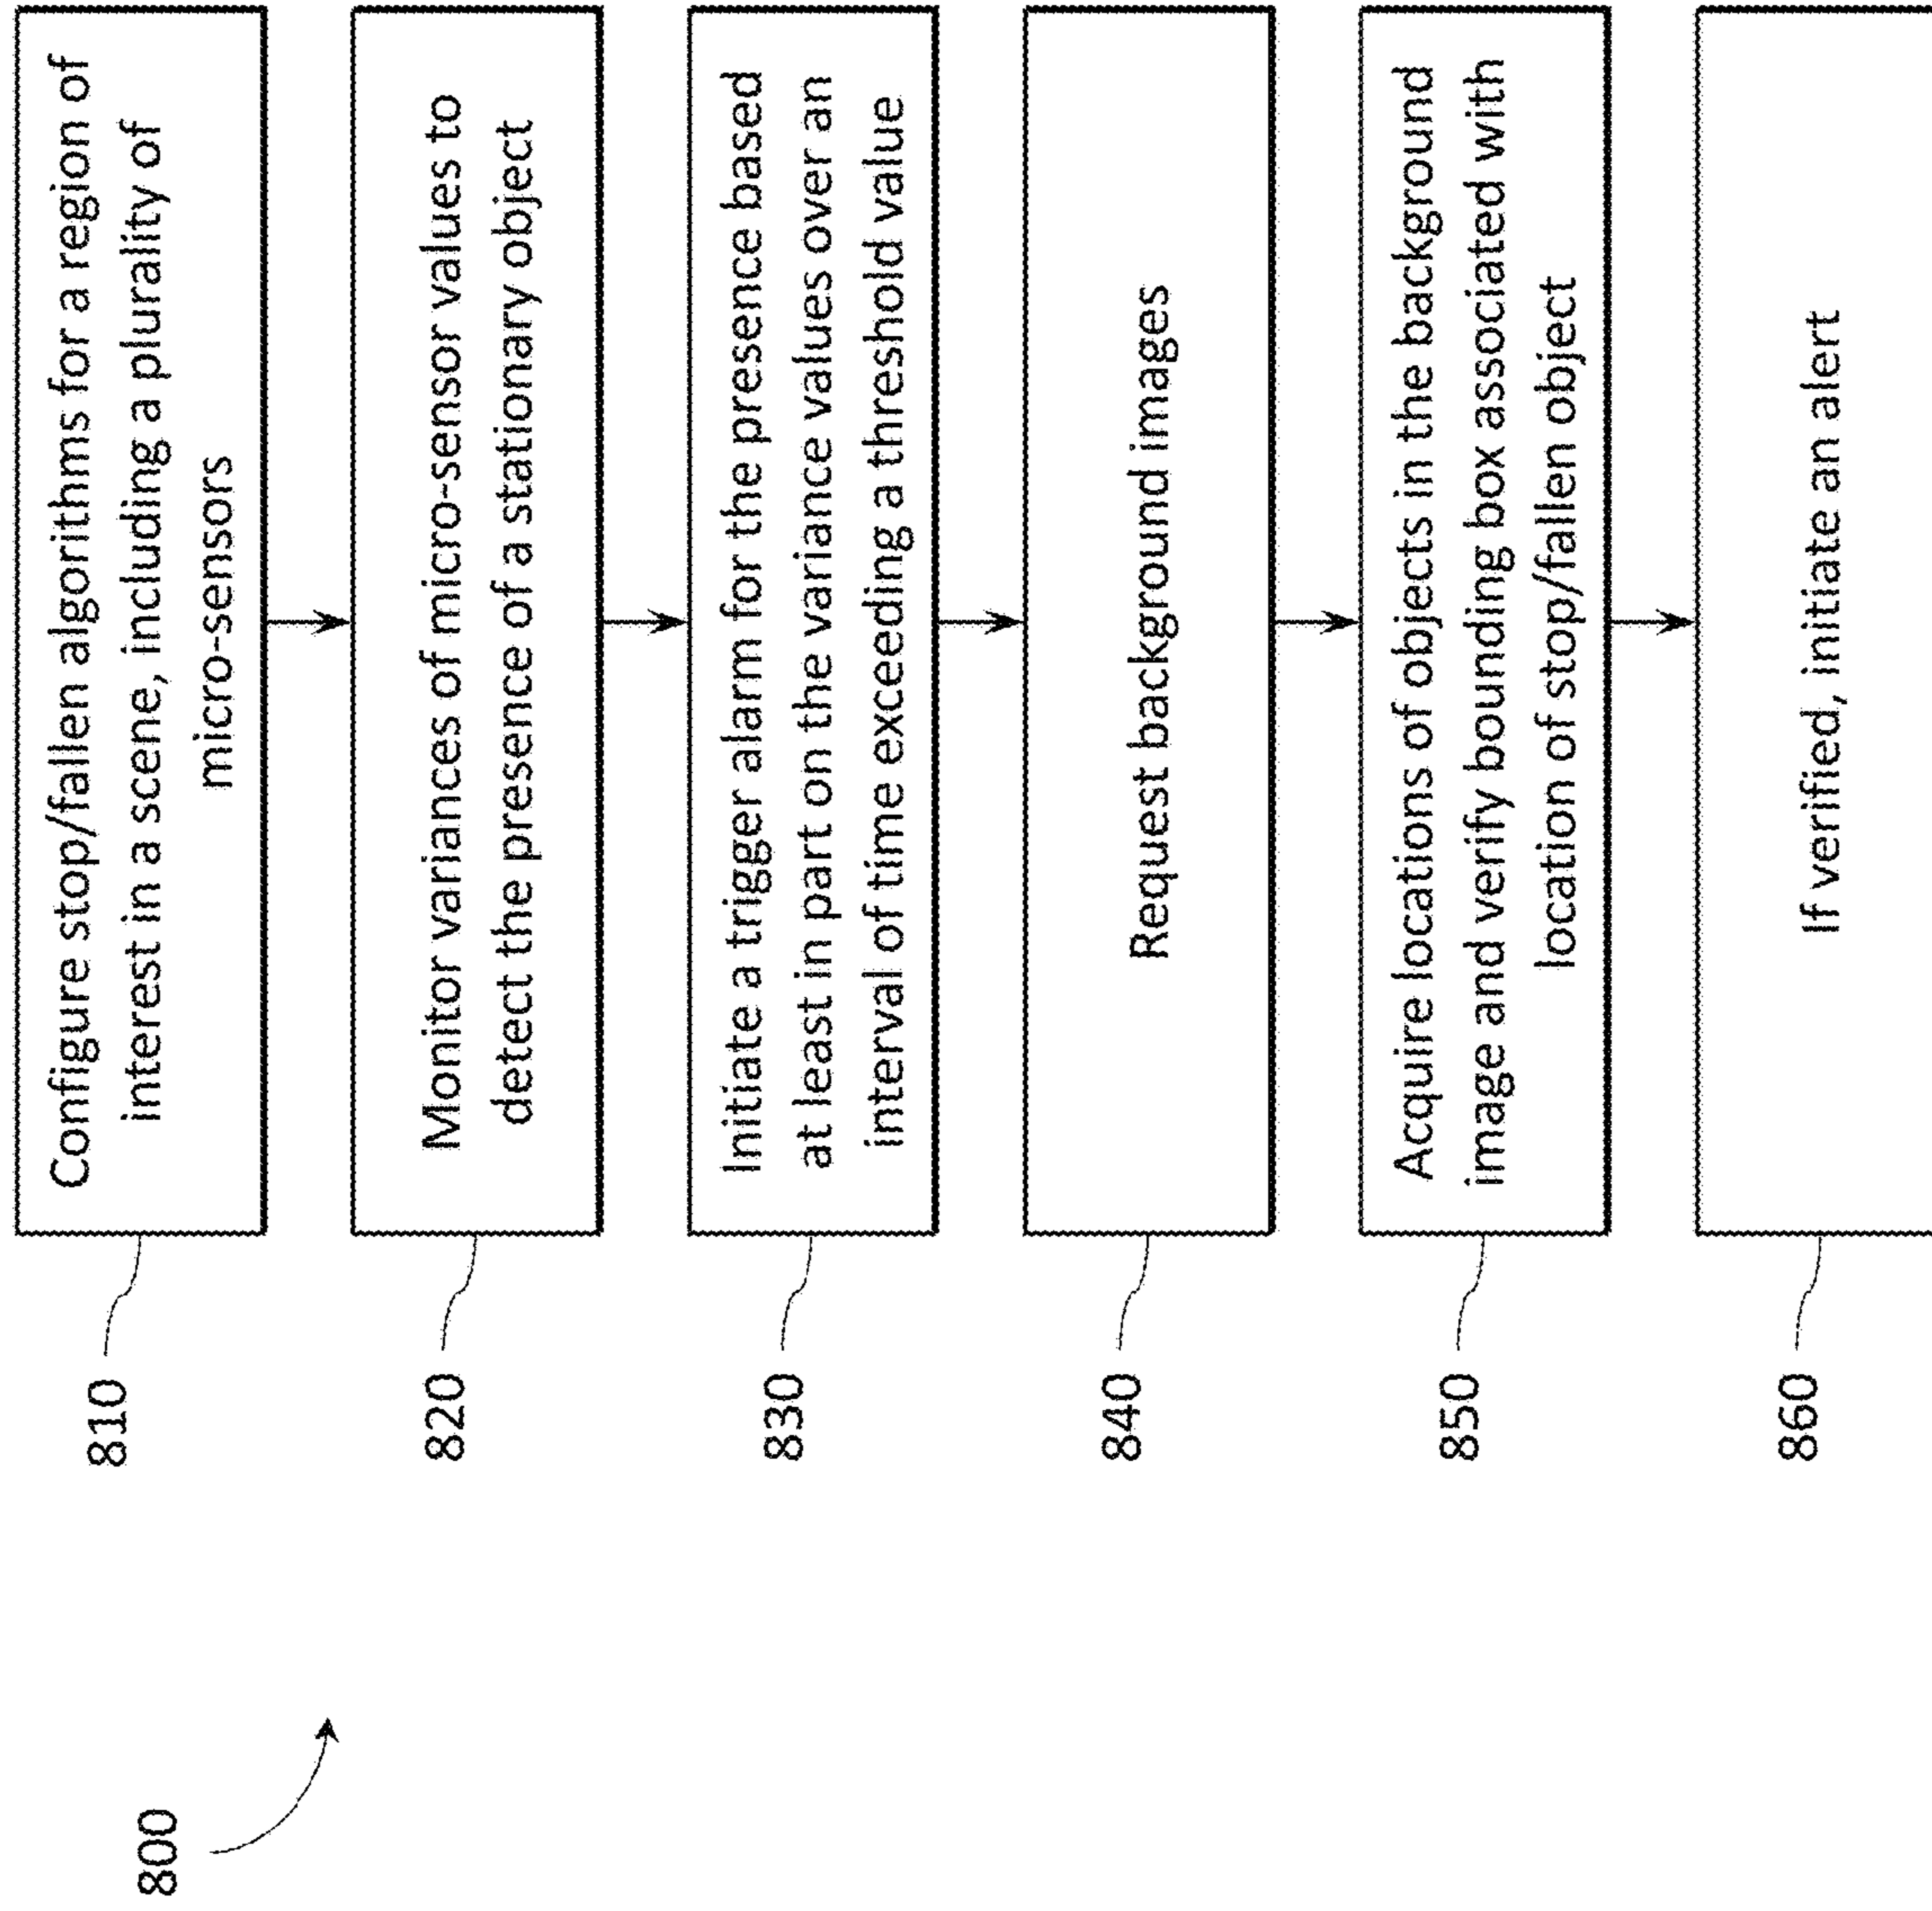 800
810
Configure stop/fallen algorithms for a region of
interest in a scene, including a plurality of
micro-sensors
820
Monitor variances of micro-sensor values to
detect the presence of a stationary object
830
Initiate a trigger alarm for the presence based
at least in part on the variance values over an
interval of time exceeding a threshold value
840
Request background images
850
Acquire locations of objects in the background
image and verify bounding box associated with
location of stop/fallen object
860
If verified, initiate an alert